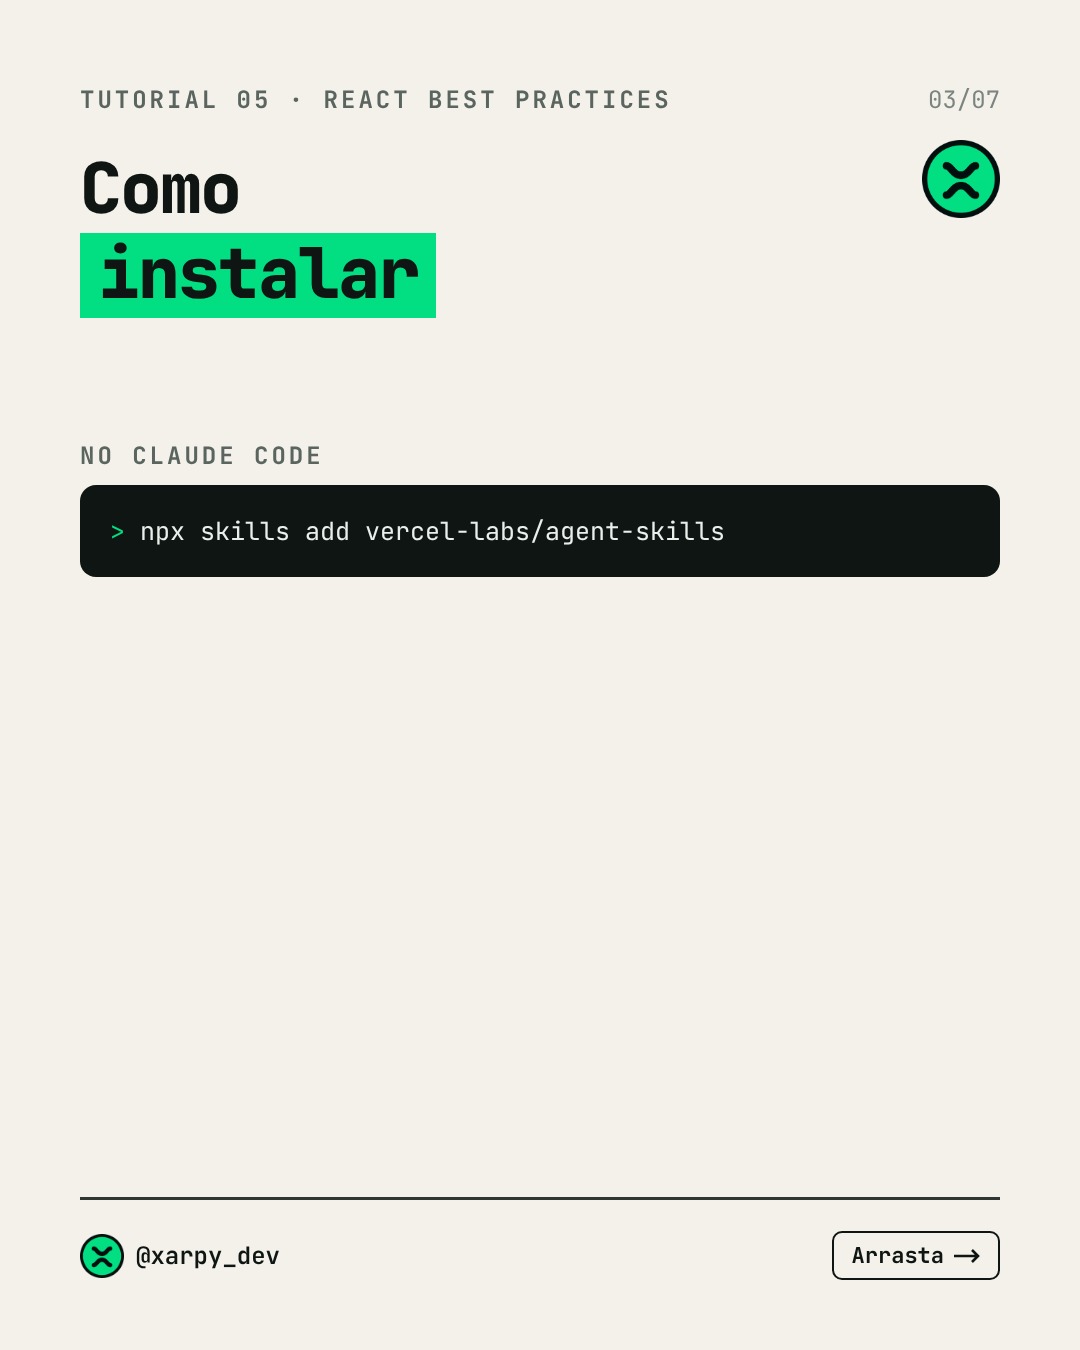 TUTORIAL 05 · REACT BEST PRACTICES
03/07
Como
instalar
NO CLAUDE CODE
> npx skills add vercel-labs/agent-skills
@xarpy_dev
Arrasta →